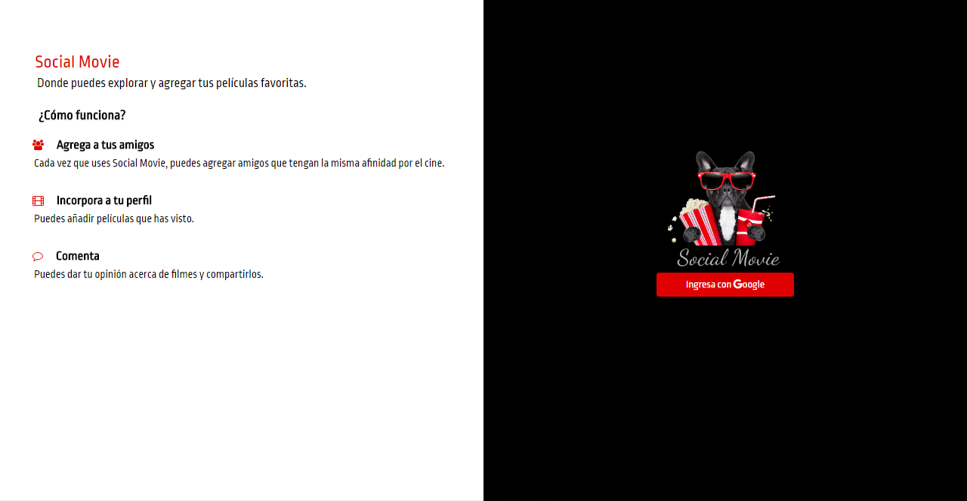 Social Movie
Donde puedes explorar y agregar tus películas favoritas.
¿Cómo funciona?
Agrega a tus amigos
Cada vez que uses Social Movie, puedes agregar amigos que tengan la misma afinidad por el cine.
Incorpora a tu perfil
Puedes añadir películas que has visto.
Comenta
Puedes dar tu opinión acerca de filmes y compartirlos.
Social Movie
Ingresa con Google